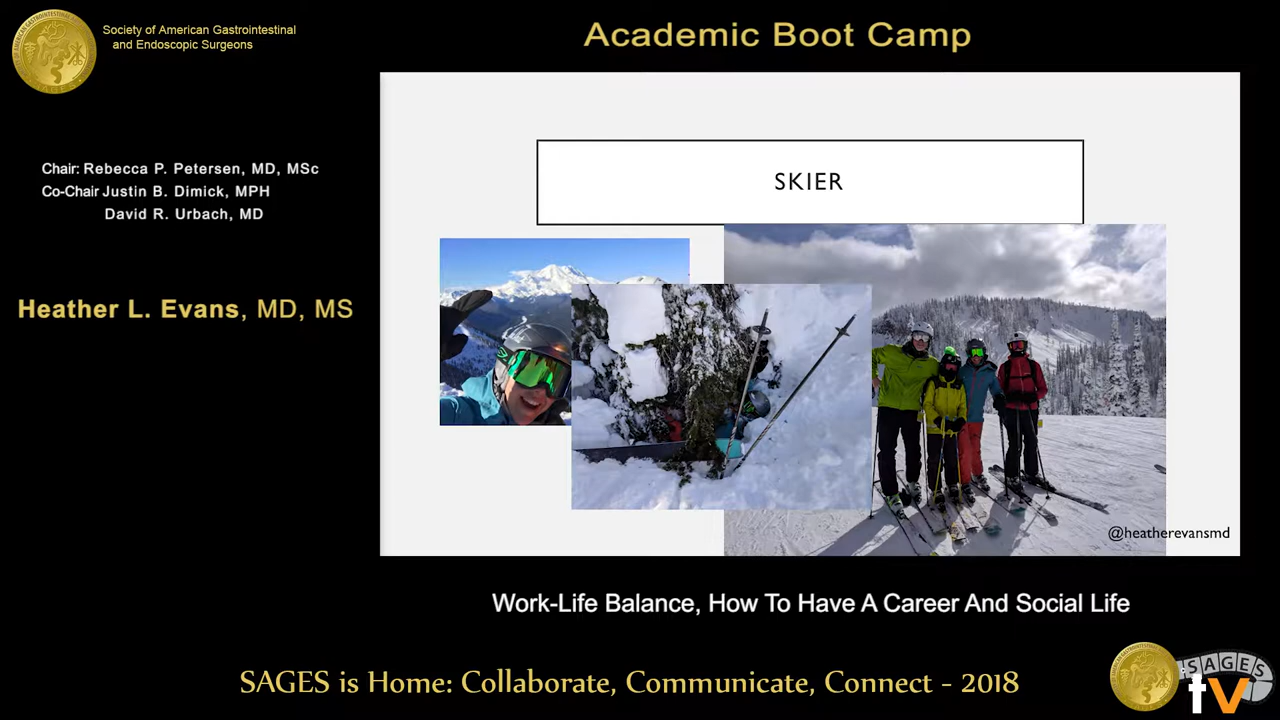 Society of American Gastrointestinal
and Endoscopic Surgeons
Academic Boot Camp
Chair: Rebecca P. Petersen, MD, MSc
Co-Chair Justin B. Dimick, MPH
David R. Urbach, MD
Heather L. Evans, MD, MS
SKIER
@heatherevansmd
Work-Life Balance, How To Have A Career And Social Life
SAGES is Home: Collaborate, Communicate, Connect - 2018
SAGES
tv